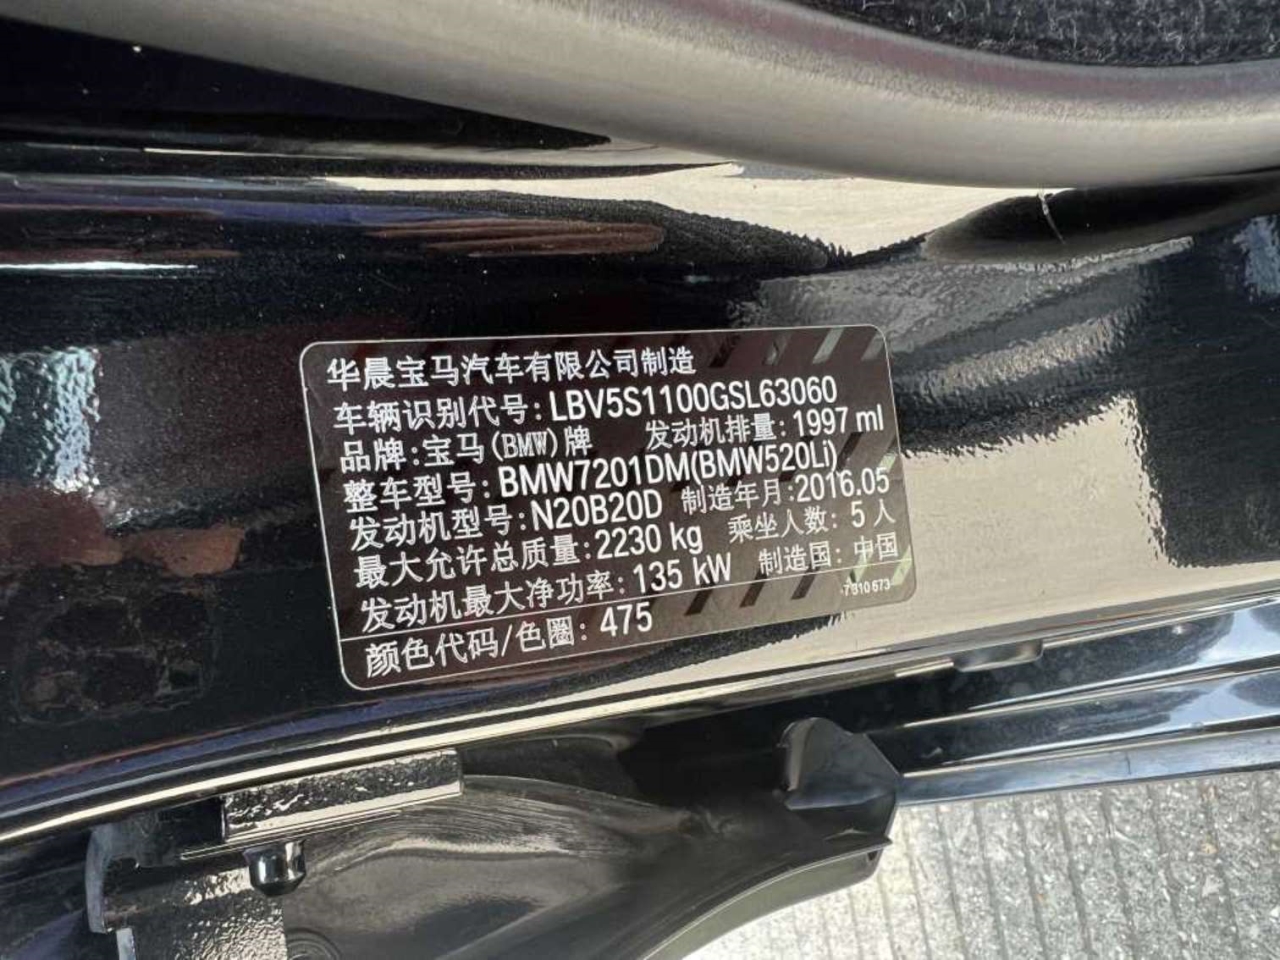 华晨宝马汽车有限公司制造
车辆识别代号:LBV5S1100GSL63060
品牌:宝马(BMW)牌 发动机排量:1997 ml
整车型号:BMW7201DM(BMW520Li)
发动机型号:N20B20D 制造年月:2016.05
最大允许总质量:2230 kg 乘坐人数:5人
发动机最大净功率:135 kW 制造国:中国
7 310 673
颜色代码/色圈:475